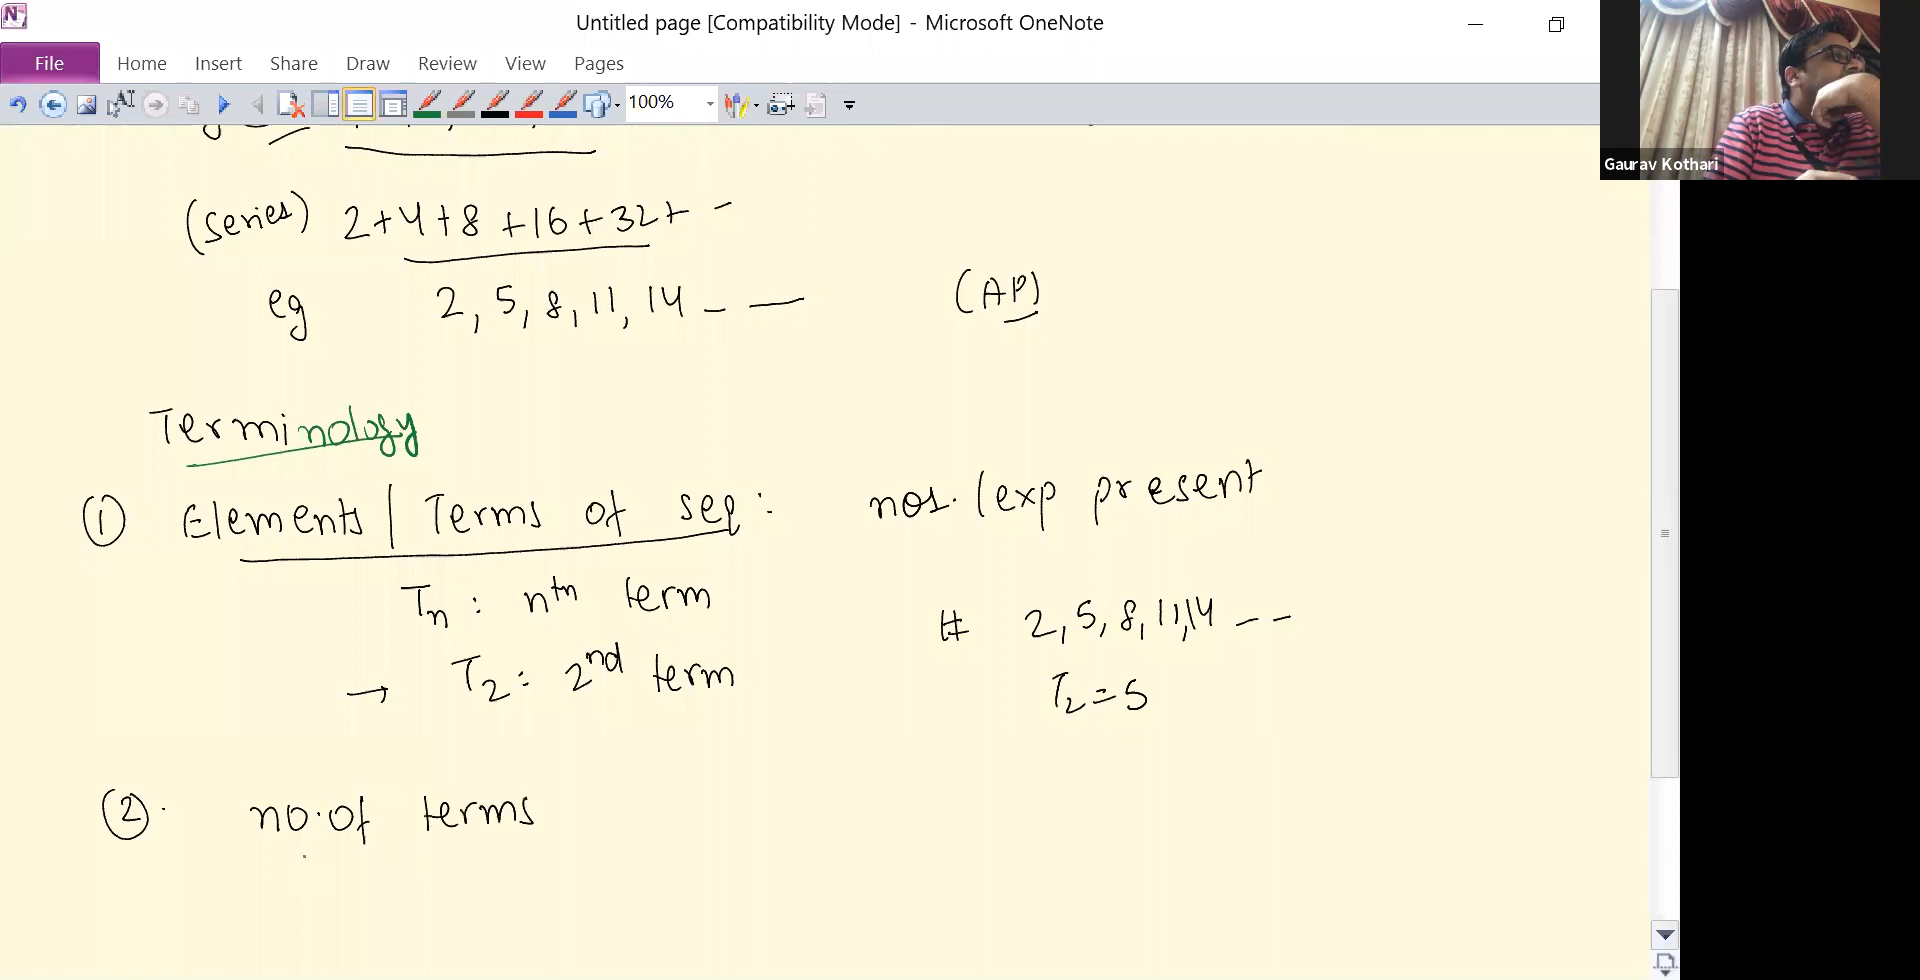 Untitled page [Compatibility Mode] - Microsoft OneNote
File Home Insert Share Draw Review View Pages
100%
Gaurav Kothari
(series) 2+4+8+16+32+ -
eg 2, 5, 8, 11, 14 - —
(AP)
Terminology
① Elements | Terms of seq : nos. / exp present
Tn : nth term
# 2, 5, 8, 11, 14 - -
→ T2 : 2nd term
T2 = 5
②. no. of terms